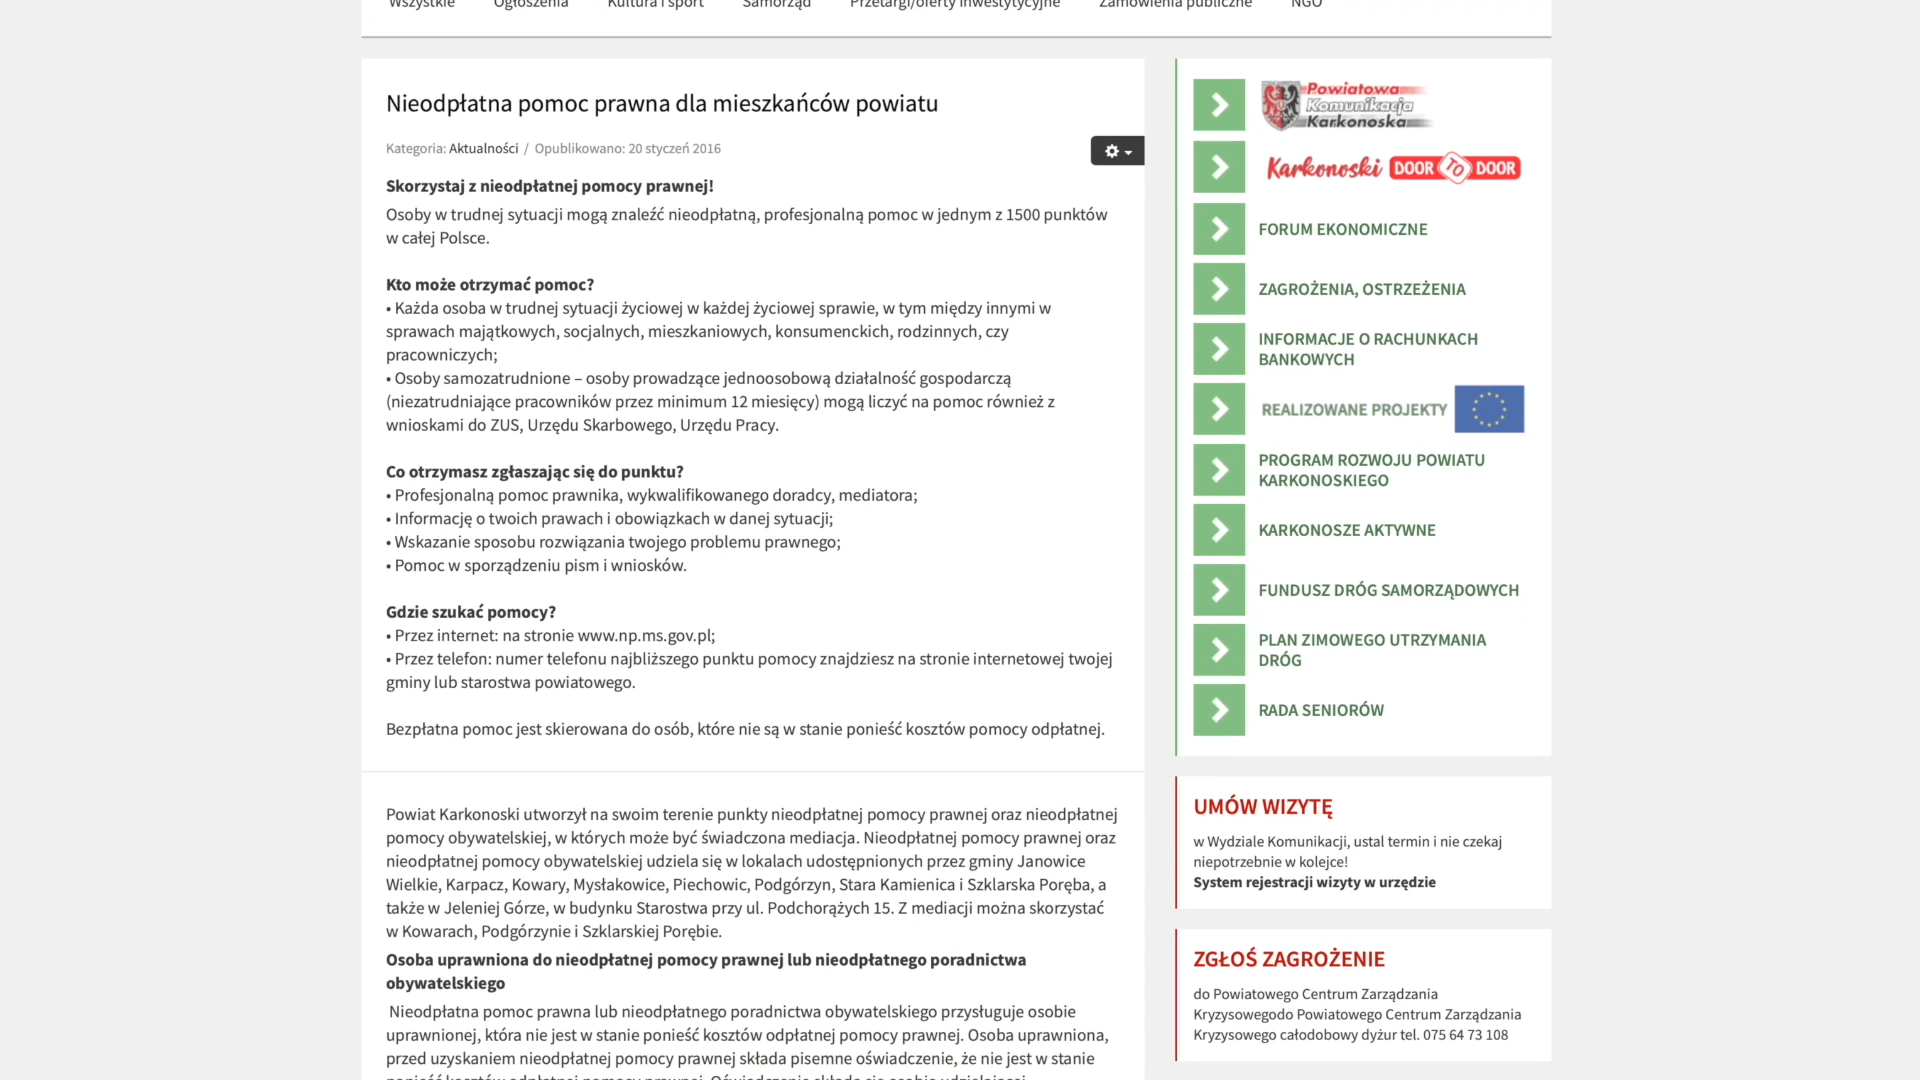 Wszystkie Ogłoszenia Kultura i sport Samorząd Przetargi/oferty inwestytycyjne Zamówienia publiczne NGO
Nieodpłatna pomoc prawna dla mieszkańców powiatu
Kategoria: Aktualności / Opublikowano: 20 styczeń 2016
Skorzystaj z nieodpłatnej pomocy prawnej!
Osoby w trudnej sytuacji mogą znaleźć nieodpłatną, profesjonalną pomoc w jednym z 1500 punktów
w całej Polsce.
Kto może otrzymać pomoc?
• Każda osoba w trudnej sytuacji życiowej w każdej życiowej sprawie, w tym między innymi w
sprawach majątkowych, socjalnych, mieszkaniowych, konsumenckich, rodzinnych, czy
pracowniczych;
• Osoby samozatrudnione – osoby prowadzące jednoosobową działalność gospodarczą
(niezatrudniające pracowników przez minimum 12 miesięcy) mogą liczyć na pomoc również z
wnioskami do ZUS, Urzędu Skarbowego, Urzędu Pracy.
Co otrzymasz zgłaszając się do punktu?
• Profesjonalną pomoc prawnika, wykwalifikowanego doradcy, mediatora;
• Informację o twoich prawach i obowiązkach w danej sytuacji;
• Wskazanie sposobu rozwiązania twojego problemu prawnego;
• Pomoc w sporządzeniu pism i wniosków.
Gdzie szukać pomocy?
• Przez internet: na stronie www.np.ms.gov.pl;
• Przez telefon: numer telefonu najbliższego punktu pomocy znajdziesz na stronie internetowej twojej
gminy lub starostwa powiatowego.
Bezpłatna pomoc jest skierowana do osób, które nie są w stanie ponieść kosztów pomocy odpłatnej.
Powiat Karkonoski utworzył na swoim terenie punkty nieodpłatnej pomocy prawnej oraz nieodpłatnej
pomocy obywatelskiej, w których może być świadczona mediacja. Nieodpłatnej pomocy prawnej oraz
nieodpłatnej pomocy obywatelskiej udziela się w lokalach udostępnionych przez gminy Janowice
Wielkie, Karpacz, Kowary, Mysłakowice, Piechowic, Podgórzyn, Stara Kamienica i Szklarska Poręba, a
także w Jeleniej Górze, w budynku Starostwa przy ul. Podchorążych 15. Z mediacji można skorzystać
w Kowarach, Podgórzynie i Szklarskiej Porębie.
Osoba uprawniona do nieodpłatnej pomocy prawnej lub nieodpłatnego poradnictwa
obywatelskiego
Nieodpłatna pomoc prawna lub nieodpłatnego poradnictwa obywatelskiego przysługuje osobie
uprawnionej, która nie jest w stanie ponieść kosztów odpłatnej pomocy prawnej. Osoba uprawniona,
przed uzyskaniem nieodpłatnej pomocy prawnej składa pisemne oświadczenie, że nie jest w stanie
Powiatowa
Komunikacja
Karkonoska
Karkonoski DOOR TO DOOR
FORUM EKONOMICZNE
ZAGROŻENIA, OSTRZEŻENIA
INFORMACJE O RACHUNKACH
BANKOWYCH
REALIZOWANE PROJEKTY
PROGRAM ROZWOJU POWIATU
KARKONOSKIEGO
KARKONOSZE AKTYWNE
FUNDUSZ DRÓG SAMORZĄDOWYCH
PLAN ZIMOWEGO UTRZYMANIA
DRÓG
RADA SENIORÓW
UMÓW WIZYTĘ
w Wydziale Komunikacji, ustal termin i nie czekaj
niepotrzebnie w kolejce!
System rejestracji wizyty w urzędzie
ZGŁOŚ ZAGROŻENIE
do Powiatowego Centrum Zarządzania
Kryzysowegodo Powiatowego Centrum Zarządzania
Kryzysowego całodobowy dyżur tel. 075 64 73 108